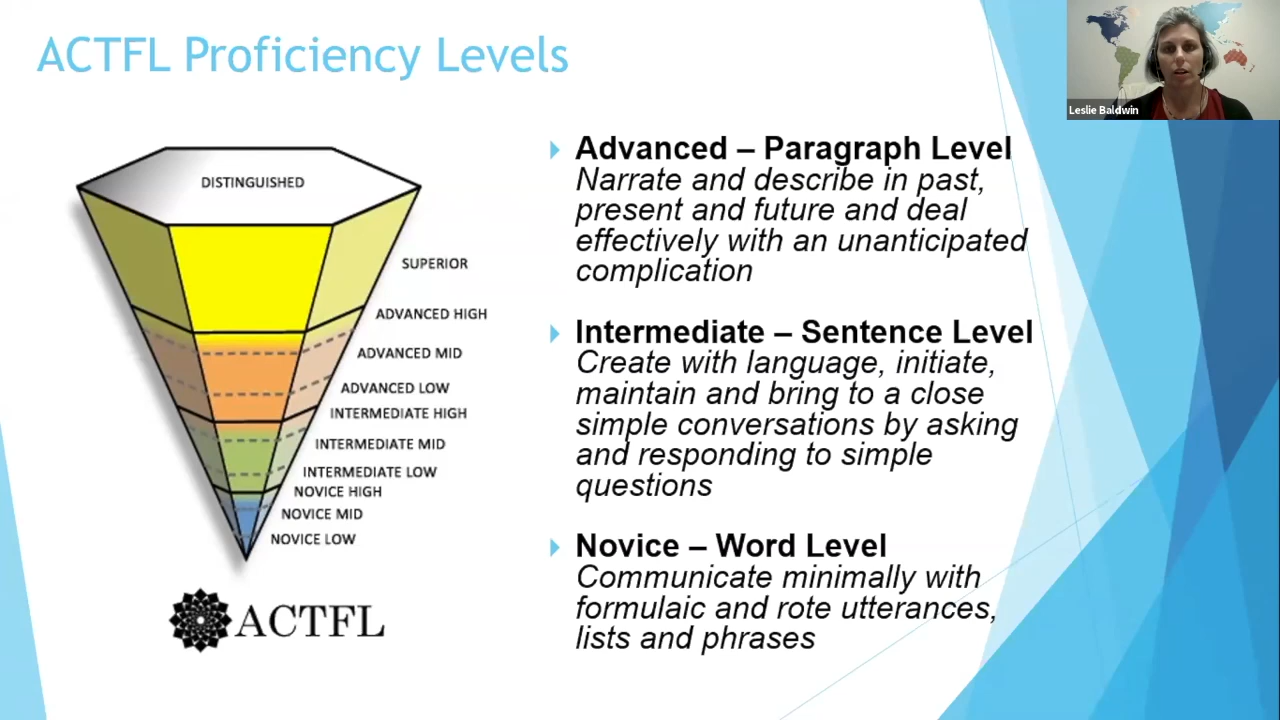 ACTFL Proficiency Levels
Leslie Baldwin
DISTINGUISHED
SUPERIOR
ADVANCED HIGH
ADVANCED MID
ADVANCED LOW
INTERMEDIATE HIGH
INTERMEDIATE MID
INTERMEDIATE LOW
NOVICE HIGH
NOVICE MID
NOVICE LOW
ACTFL
Advanced – Paragraph Level
Narrate and describe in past,
present and future and deal
effectively with an unanticipated
complication
Intermediate – Sentence Level
Create with language, initiate,
maintain and bring to a close
simple conversations by asking
and responding to simple
questions
Novice – Word Level
Communicate minimally with
formulaic and rote utterances,
lists and phrases